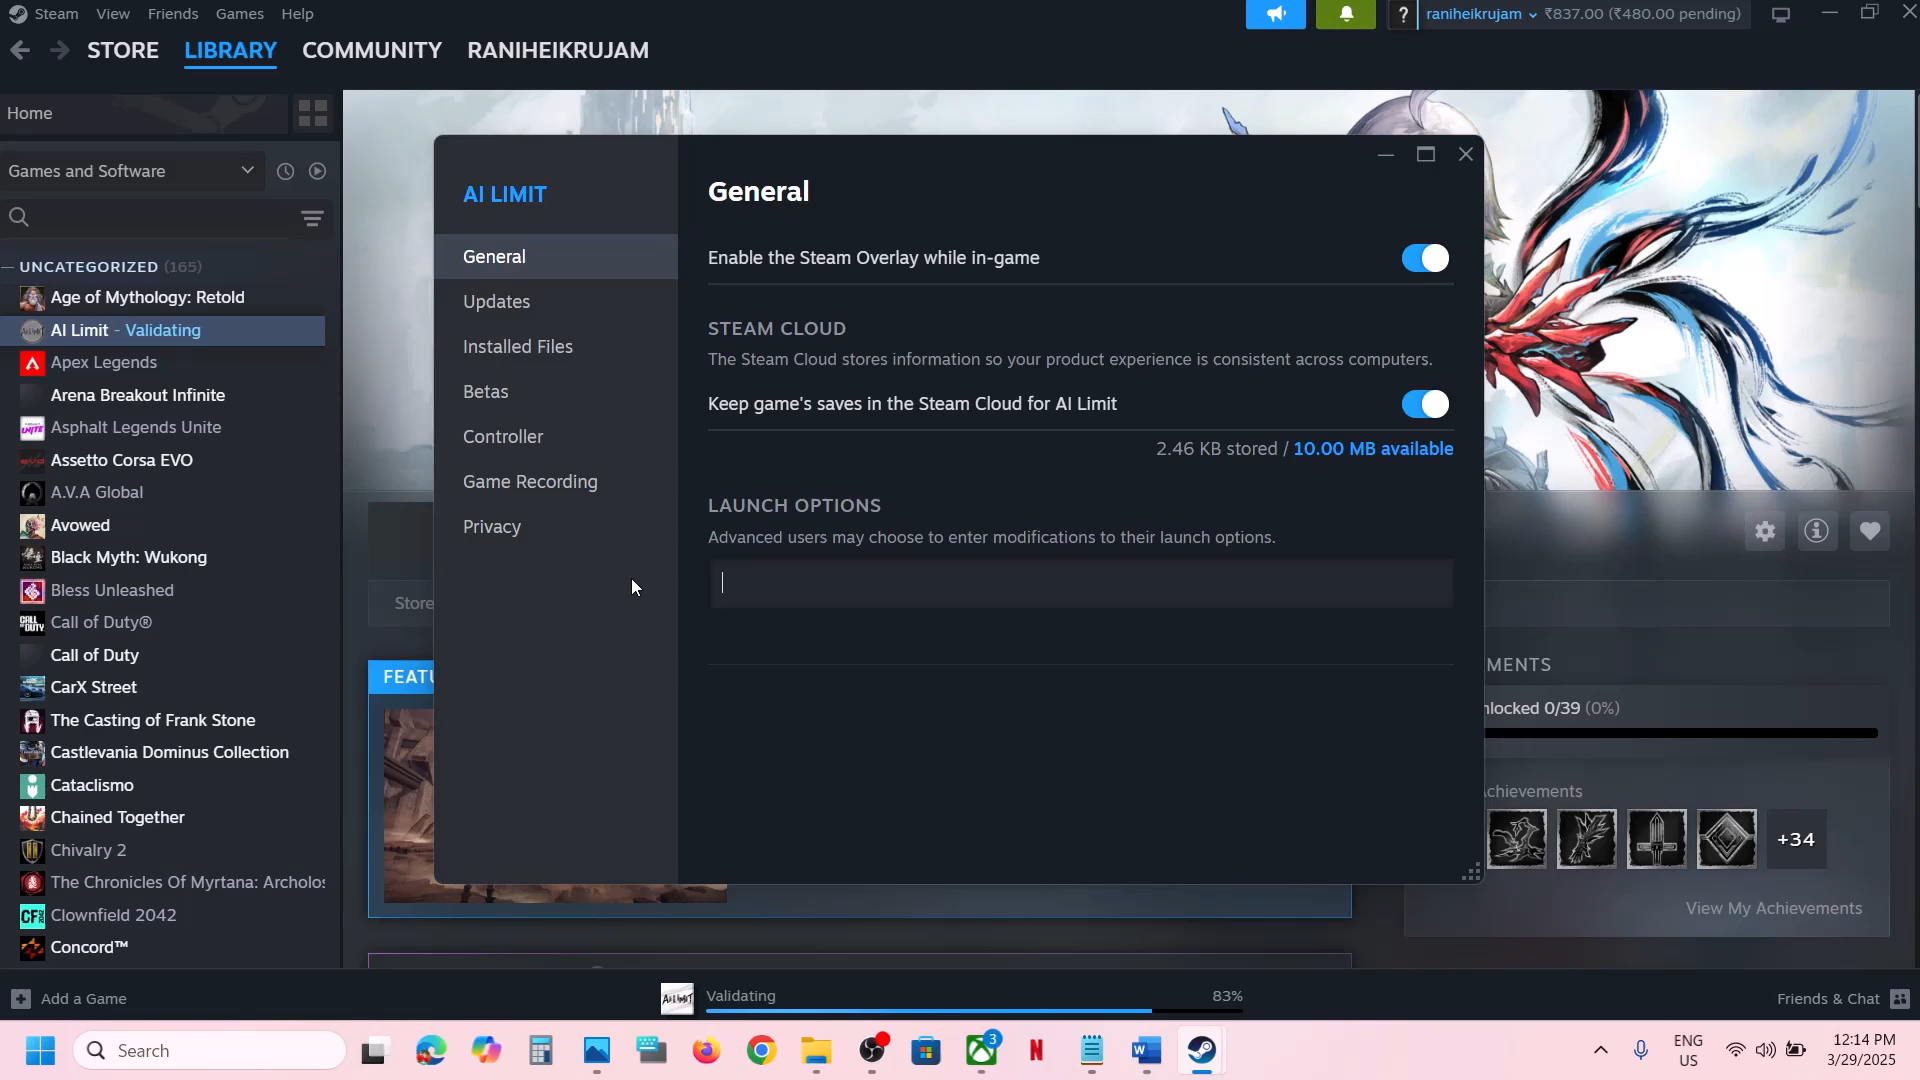 Steam View Friends Games Help
? raniheikrujam ₹837.00 (₹480.00 pending)
STORE LIBRARY COMMUNITY RANIHEIKRUJAM
Home
Games and Software
UNCATEGORIZED (165)
Age of Mythology: Retold
AI Limit - Validating
Apex Legends
Arena Breakout Infinite
Asphalt Legends Unite
Assetto Corsa EVO
A.V.A Global
Avowed
Black Myth: Wukong
Bless Unleashed
Call of Duty®
Call of Duty
CarX Street
The Casting of Frank Stone
Castlevania Dominus Collection
Cataclismo
Chained Together
Chivalry 2
The Chronicles Of Myrtana: Archolos
Clownfield 2042
Concord™
AI LIMIT
General
Updates
Installed Files
Betas
Controller
Game Recording
Privacy
General
Enable the Steam Overlay while in-game
STEAM CLOUD
The Steam Cloud stores information so your product experience is consistent across computers.
Keep game's saves in the Steam Cloud for AI Limit
2.46 KB stored / 10.00 MB available
LAUNCH OPTIONS
Advanced users may choose to enter modifications to their launch options.
Store
FEATU
MENTS
nlocked 0/39 (0%)
chievements
+34
View My Achievements
Add a Game
Validating 83%
Friends & Chat
Search
3
ENG
US
12:14 PM
3/29/2025